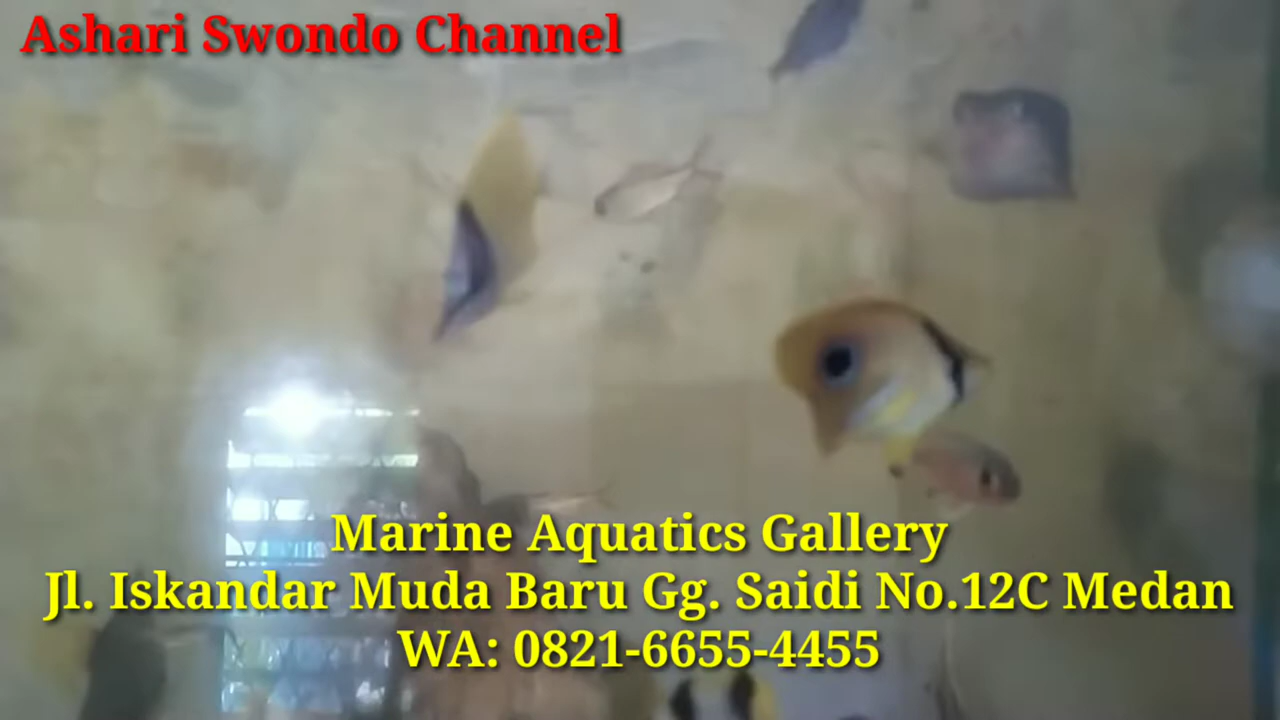 Ashari Swondo Channel
Marine Aquatics Gallery
Jl. Iskandar Muda Baru Gg. Saidi No.12C Medan
WA: 0821-6655-4455